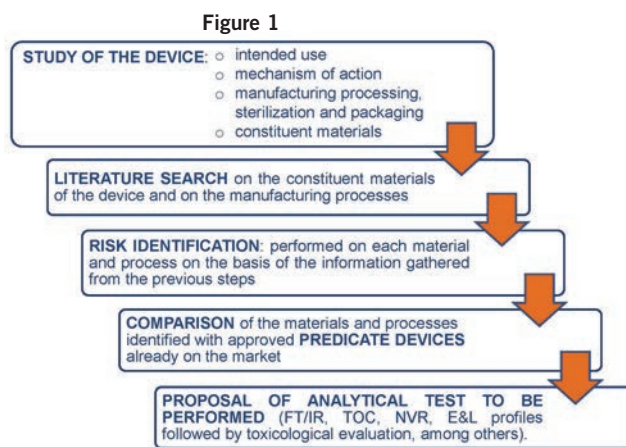 Figure 1
STUDY OF THE DEVICE: ○ intended use
○ mechanism of action
○ manufacturing processing,
sterilization and packaging
○ constituent materials
LITERATURE SEARCH on the constituent materials
of the device and on the manufacturing processes
RISK IDENTIFICATION: performed on each material
and process on the basis of the information gathered
from the previous steps
COMPARISON of the materials and processes
identified with approved PREDICATE DEVICES
already on the market
PROPOSAL OF ANALYTICAL TEST TO BE
PERFORMED (FT/IR, TOC, NVR, E&L profiles
followed by toxicological evaluation, among others).